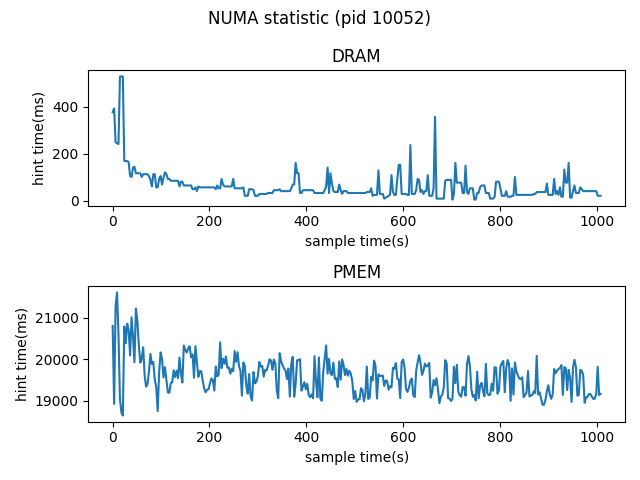 NUMA statistic (pid 10052)
DRAM
400
200
0
hint time(ms)
0 200 400 600 800 1000
sample time(s)
PMEM
21000
20000
19000
hint time(ms)
0 200 400 600 800 1000
sample time(s)